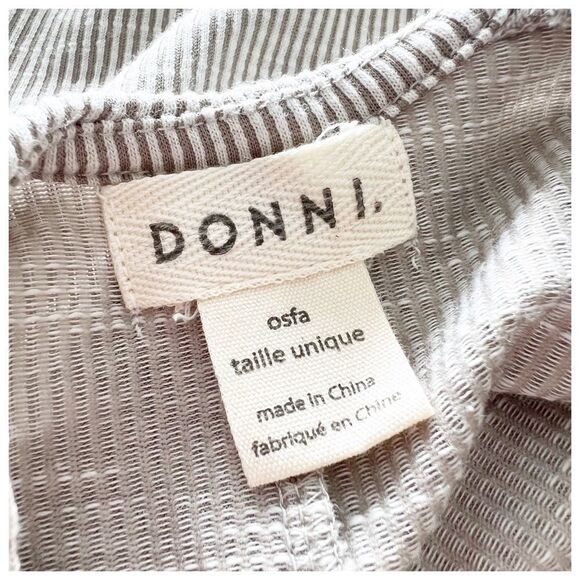 DONNI.
osfa
taille unique
made in China
fabriqué en Chine